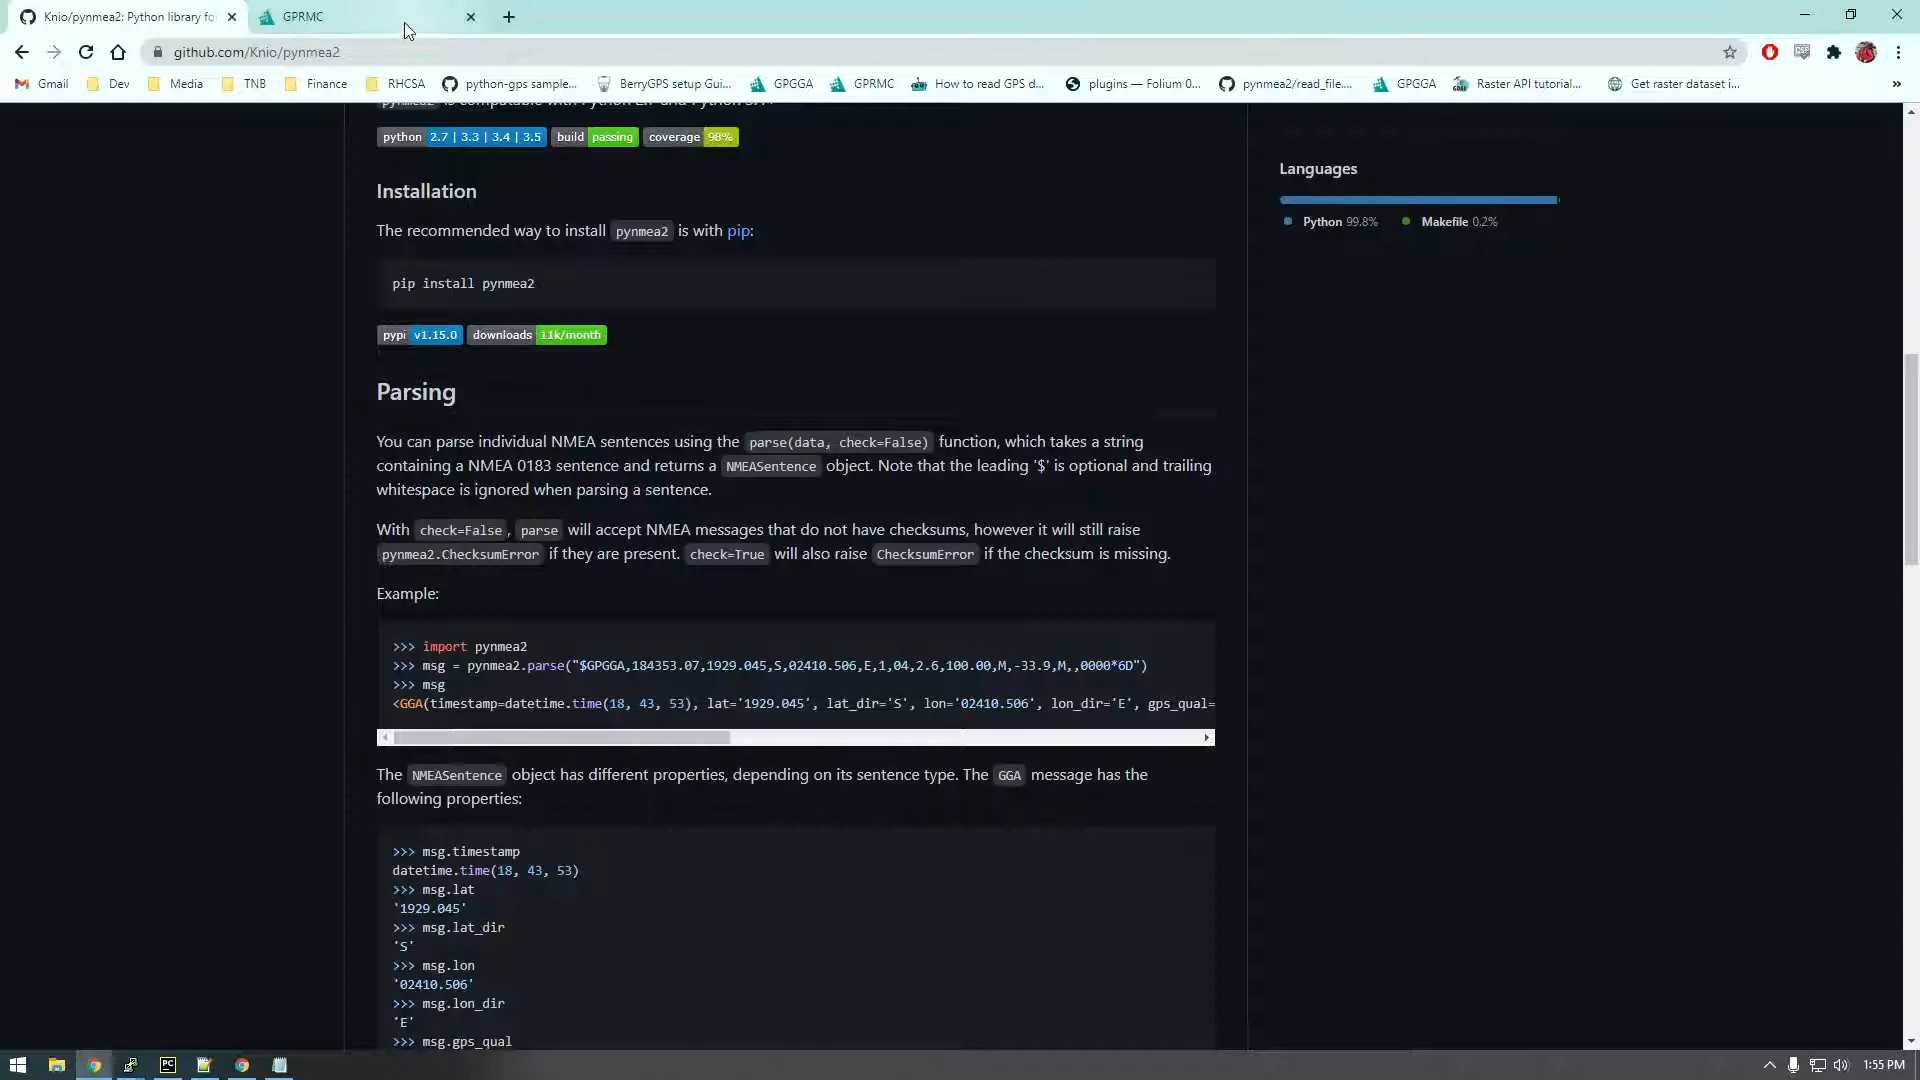 Knio/pynmea2: Python library fo
GPRMC
github.com/Knio/pynmea2
Gmail
Dev
Media
TNB
Finance
RHCSA
python-gps sample...
BerryGPS setup Gui...
GPGGA
GPRMC
How to read GPS d...
plugins — Folium 0...
pynmea2/read_file....
GPGGA
Raster API tutorial...
Get raster dataset i...
»
python 2.7 | 3.3 | 3.4 | 3.5 build passing coverage 98%
Languages
Python 99.8% Makefile 0.2%
Installation
The recommended way to install pynmea2 is with pip:
pip install pynmea2
pypi v1.15.0 downloads 11k/month
Parsing
You can parse individual NMEA sentences using the parse(data, check=False) function, which takes a string
containing a NMEA 0183 sentence and returns a NMEASentence object. Note that the leading '$' is optional and trailing
whitespace is ignored when parsing a sentence.
With check=False, parse will accept NMEA messages that do not have checksums, however it will still raise
pynmea2.ChecksumError if they are present. check=True will also raise ChecksumError if the checksum is missing.
Example:
>>> import pynmea2
>>> msg = pynmea2.parse("$GPGGA,184353.07,1929.045,S,02410.506,E,1,04,2.6,100.00,M,-33.9,M,,0000*6D")
>>> msg
<GGA(timestamp=datetime.time(18, 43, 53), lat='1929.045', lat_dir='S', lon='02410.506', lon_dir='E', gps_qual=
The NMEASentence object has different properties, depending on its sentence type. The GGA message has the
following properties:
>>> msg.timestamp
datetime.time(18, 43, 53)
>>> msg.lat
'1929.045'
>>> msg.lat_dir
'S'
>>> msg.lon
'02410.506'
>>> msg.lon_dir
'E'
>>> msg.gps_qual
PC
1:55 PM